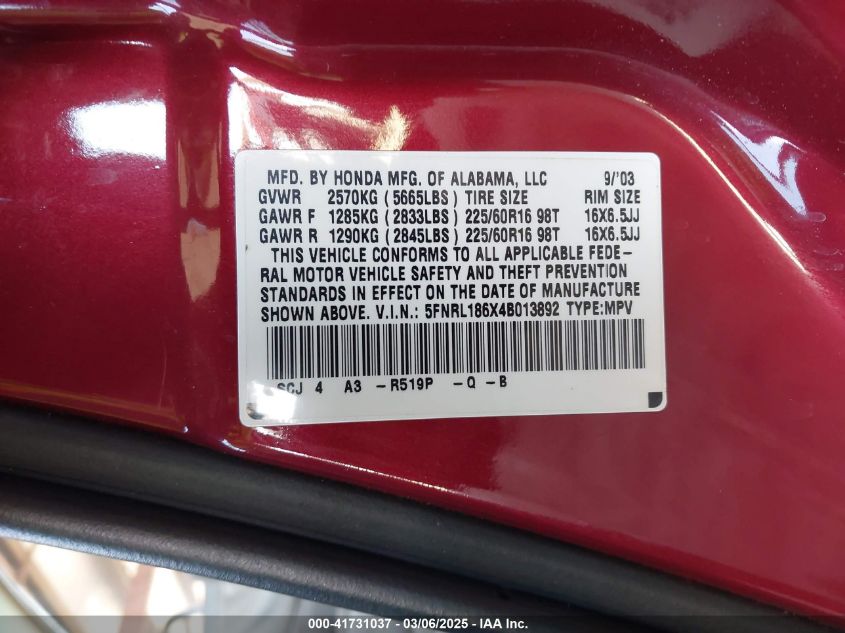 MFD. BY HONDA MFG. OF ALABAMA, LLC 9/'03
GVWR 2570KG (5665LBS) TIRE SIZE RIM SIZE
GAWR F 1285KG (2833LBS) 225/60R16 98T 16X6.5JJ
GAWR R 1290KG (2845LBS) 225/60R16 98T 16X6.5JJ
THIS VEHICLE CONFORMS TO ALL APPLICABLE FEDE-
RAL MOTOR VEHICLE SAFETY AND THEFT PREVENTION
STANDARDS IN EFFECT ON THE DATE OF MANUFACTURE
SHOWN ABOVE. V.I.N.: 5FNRL186X4B013892 TYPE:MPV
SCJ 4 A3 -R519P -Q -B
000-41731037 - 03/06/2025 - COPYRIGHT IAA, Inc.